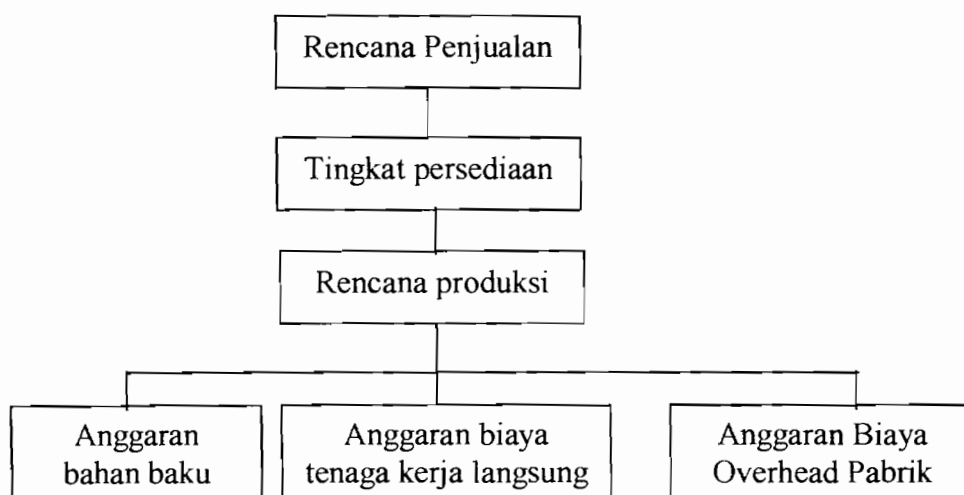 Rencana Penjualan
Tingkat persediaan
Rencana produksi
Anggaran
bahan baku
Anggaran biaya
tenaga kerja langsung
Anggaran Biaya
Overhead Pabrik